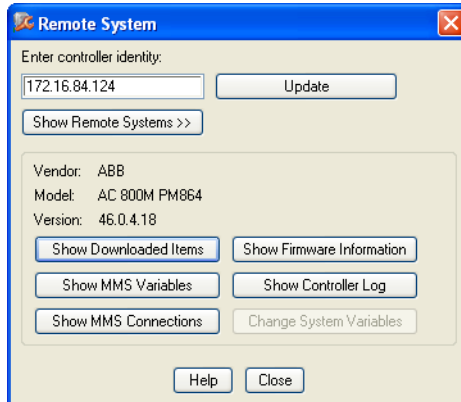 Remote System
Enter controller identity:
172.16.84.124
Update
Show Remote Systems >>
Vendor: ABB
Model: AC 800M PM864
Version: 46.0.4.18
Show Downloaded Items
Show Firmware Information
Show MMS Variables
Show Controller Log
Show MMS Connections
Change System Variables
Help
Close